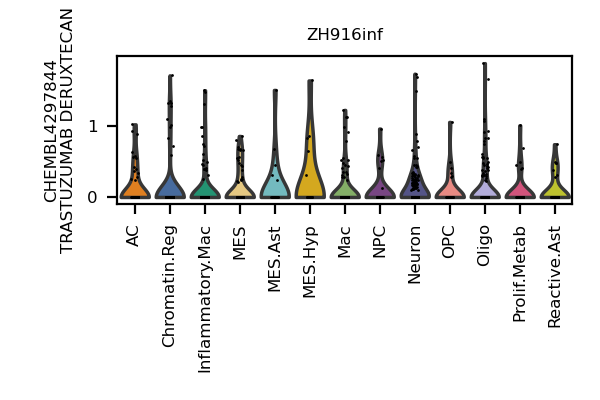 ZH916inf
CHEMBL4297844
TRASTUZUMAB DERUXTECAN
1
0
AC
Chromatin.Reg
Inflammatory.Mac
MES
MES.Ast
MES.Hyp
Mac
NPC
Neuron
OPC
Oligo
Prolif.Metab
Reactive.Ast